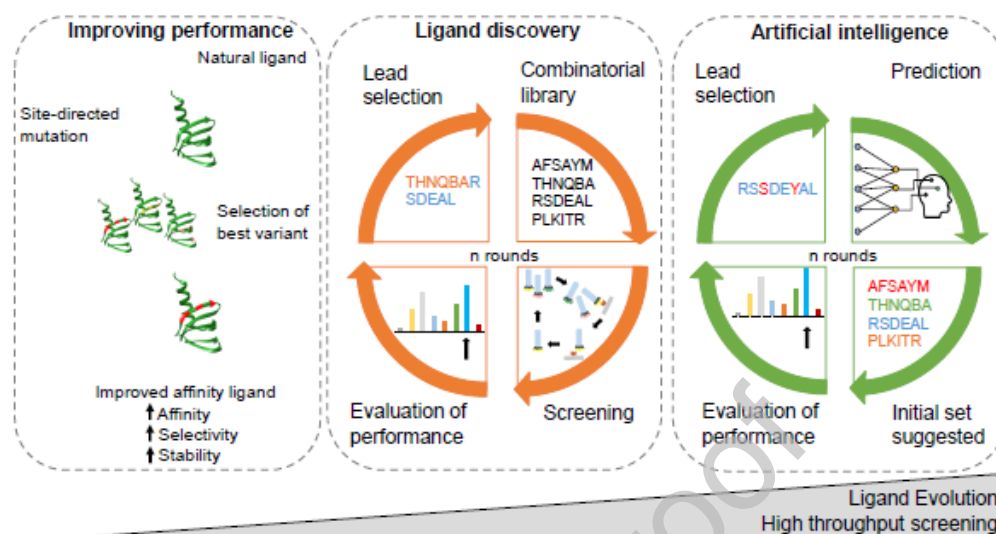 Improving performance
Natural ligand
Site-directed
mutation
Selection of
best variant
Improved affinity ligand
Affinity
Selectivity
Stability
Ligand discovery
Lead
selection
Combinatorial
library
THNQBAR
SDEAL
AFSAYM
THNQBA
RSDEAL
PLKITR
n rounds
Evaluation of
performance
Screening
Artificial intelligence
Lead
selection
Prediction
RSSDEYAL
n rounds
AFSAYM
THNQBA
RSDEAL
PLKITR
Evaluation of
performance
Initial set
suggested
roof
Ligand Evolution
High throughput screening